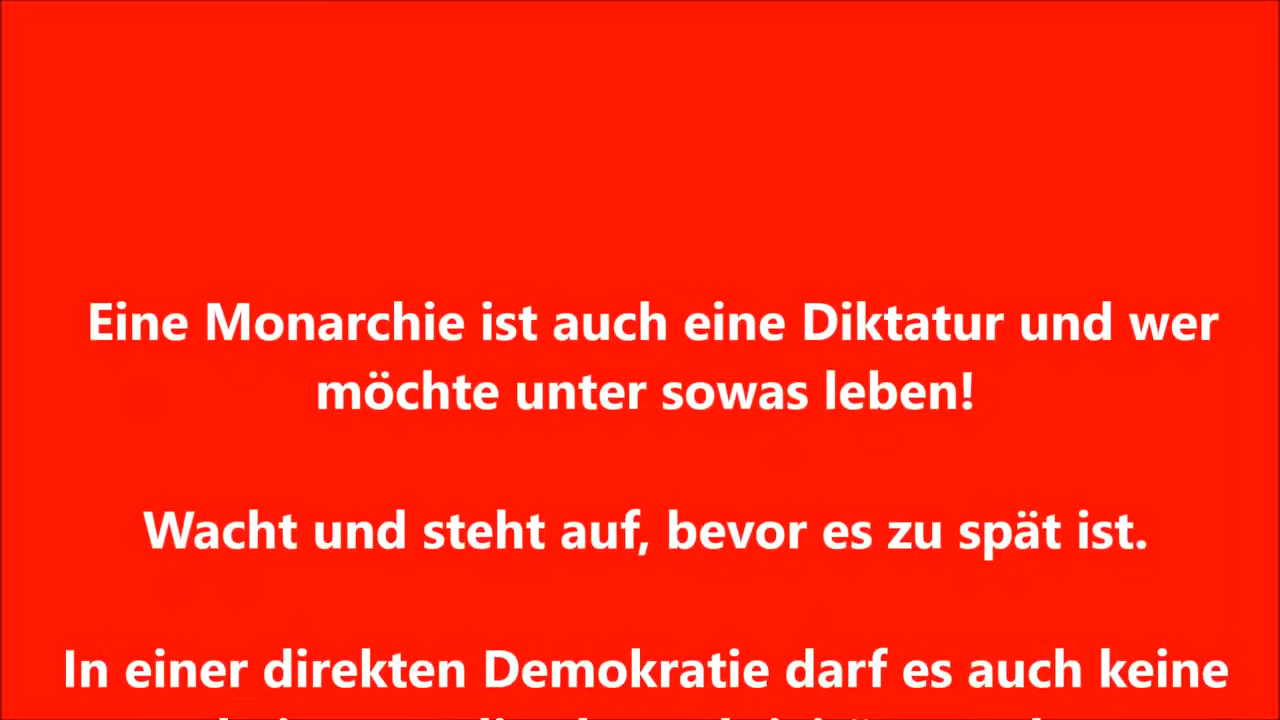 Eine Monarchie ist auch eine Diktatur und wer
möchte unter sowas leben!
Wacht und steht auf, bevor es zu spät ist.
In einer direkten Demokratie darf es auch keine